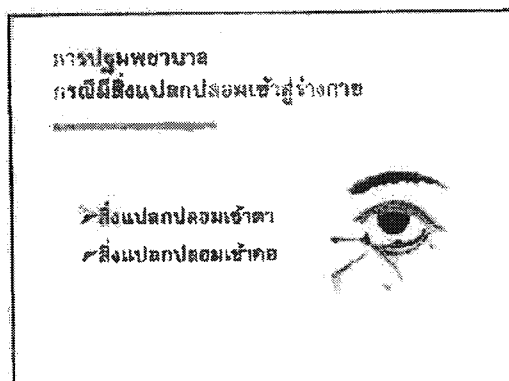 การปฐมพยาบาล
กรณีมีสิ่งแปลกปลอมเข้าสู่ร่างกาย
สิ่งแปลกปลอมเข้าตา
สิ่งแปลกปลอมเข้าคอ